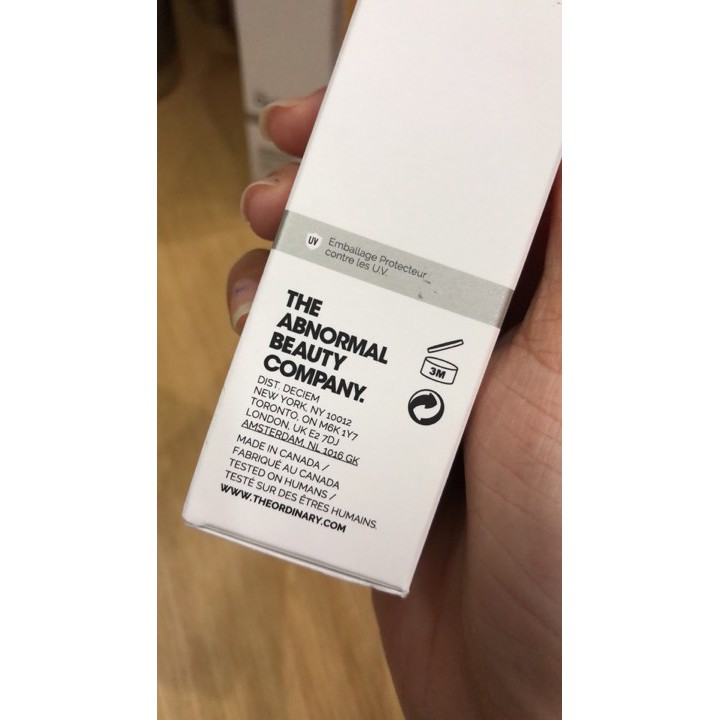 UV Emballage Protecteur
contre les U.V.
THE
ABNORMAL
BEAUTY
COMPANY.
DIST. DECIEM
NEW YORK, NY 10012
TORONTO, ON M6K 1Y7
LONDON, UK E2 7DJ
AMSTERDAM, NL 1016 GK
MADE IN CANADA /
FABRIQUÉ AU CANADA
TESTED ON HUMANS /
TESTÉ SUR DES ÊTRES HUMAINS.
WWW.THEORDINARY.COM
3M